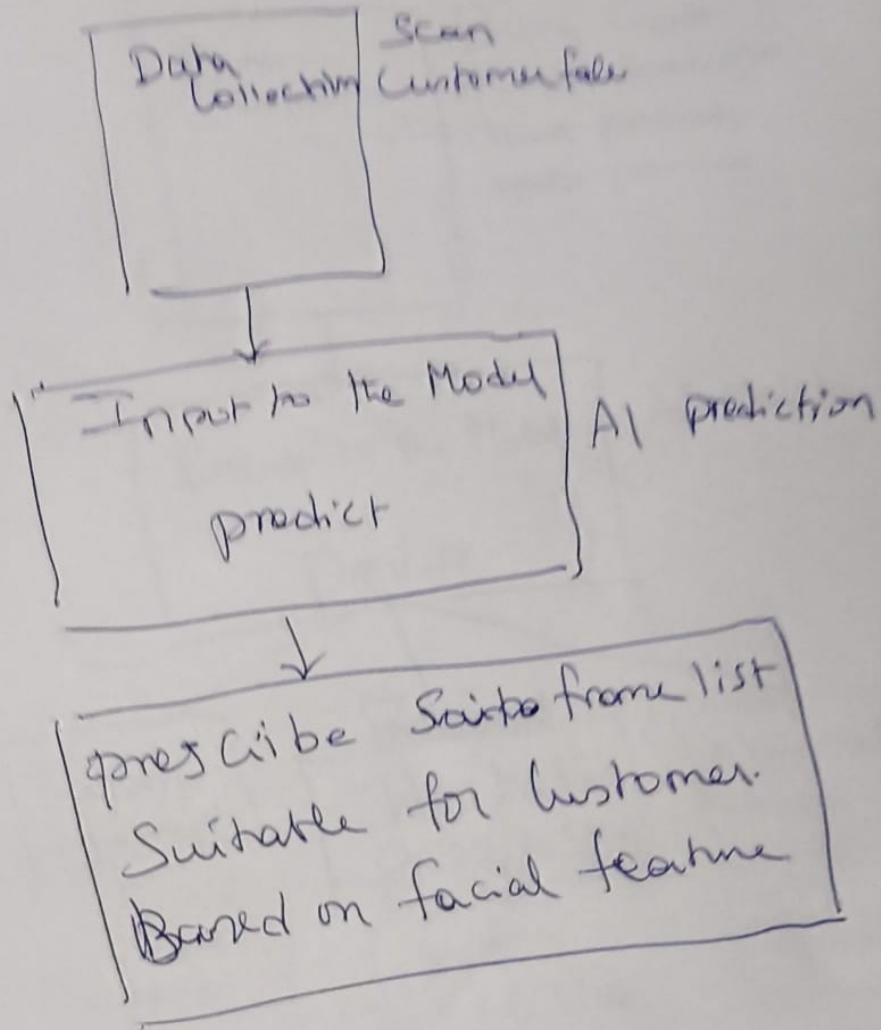 Data
Collection
Scan
Customer face
Input to the Model
predict
AI prediction
prescribe frame list
Suitable for Customer.
Based on facial feature